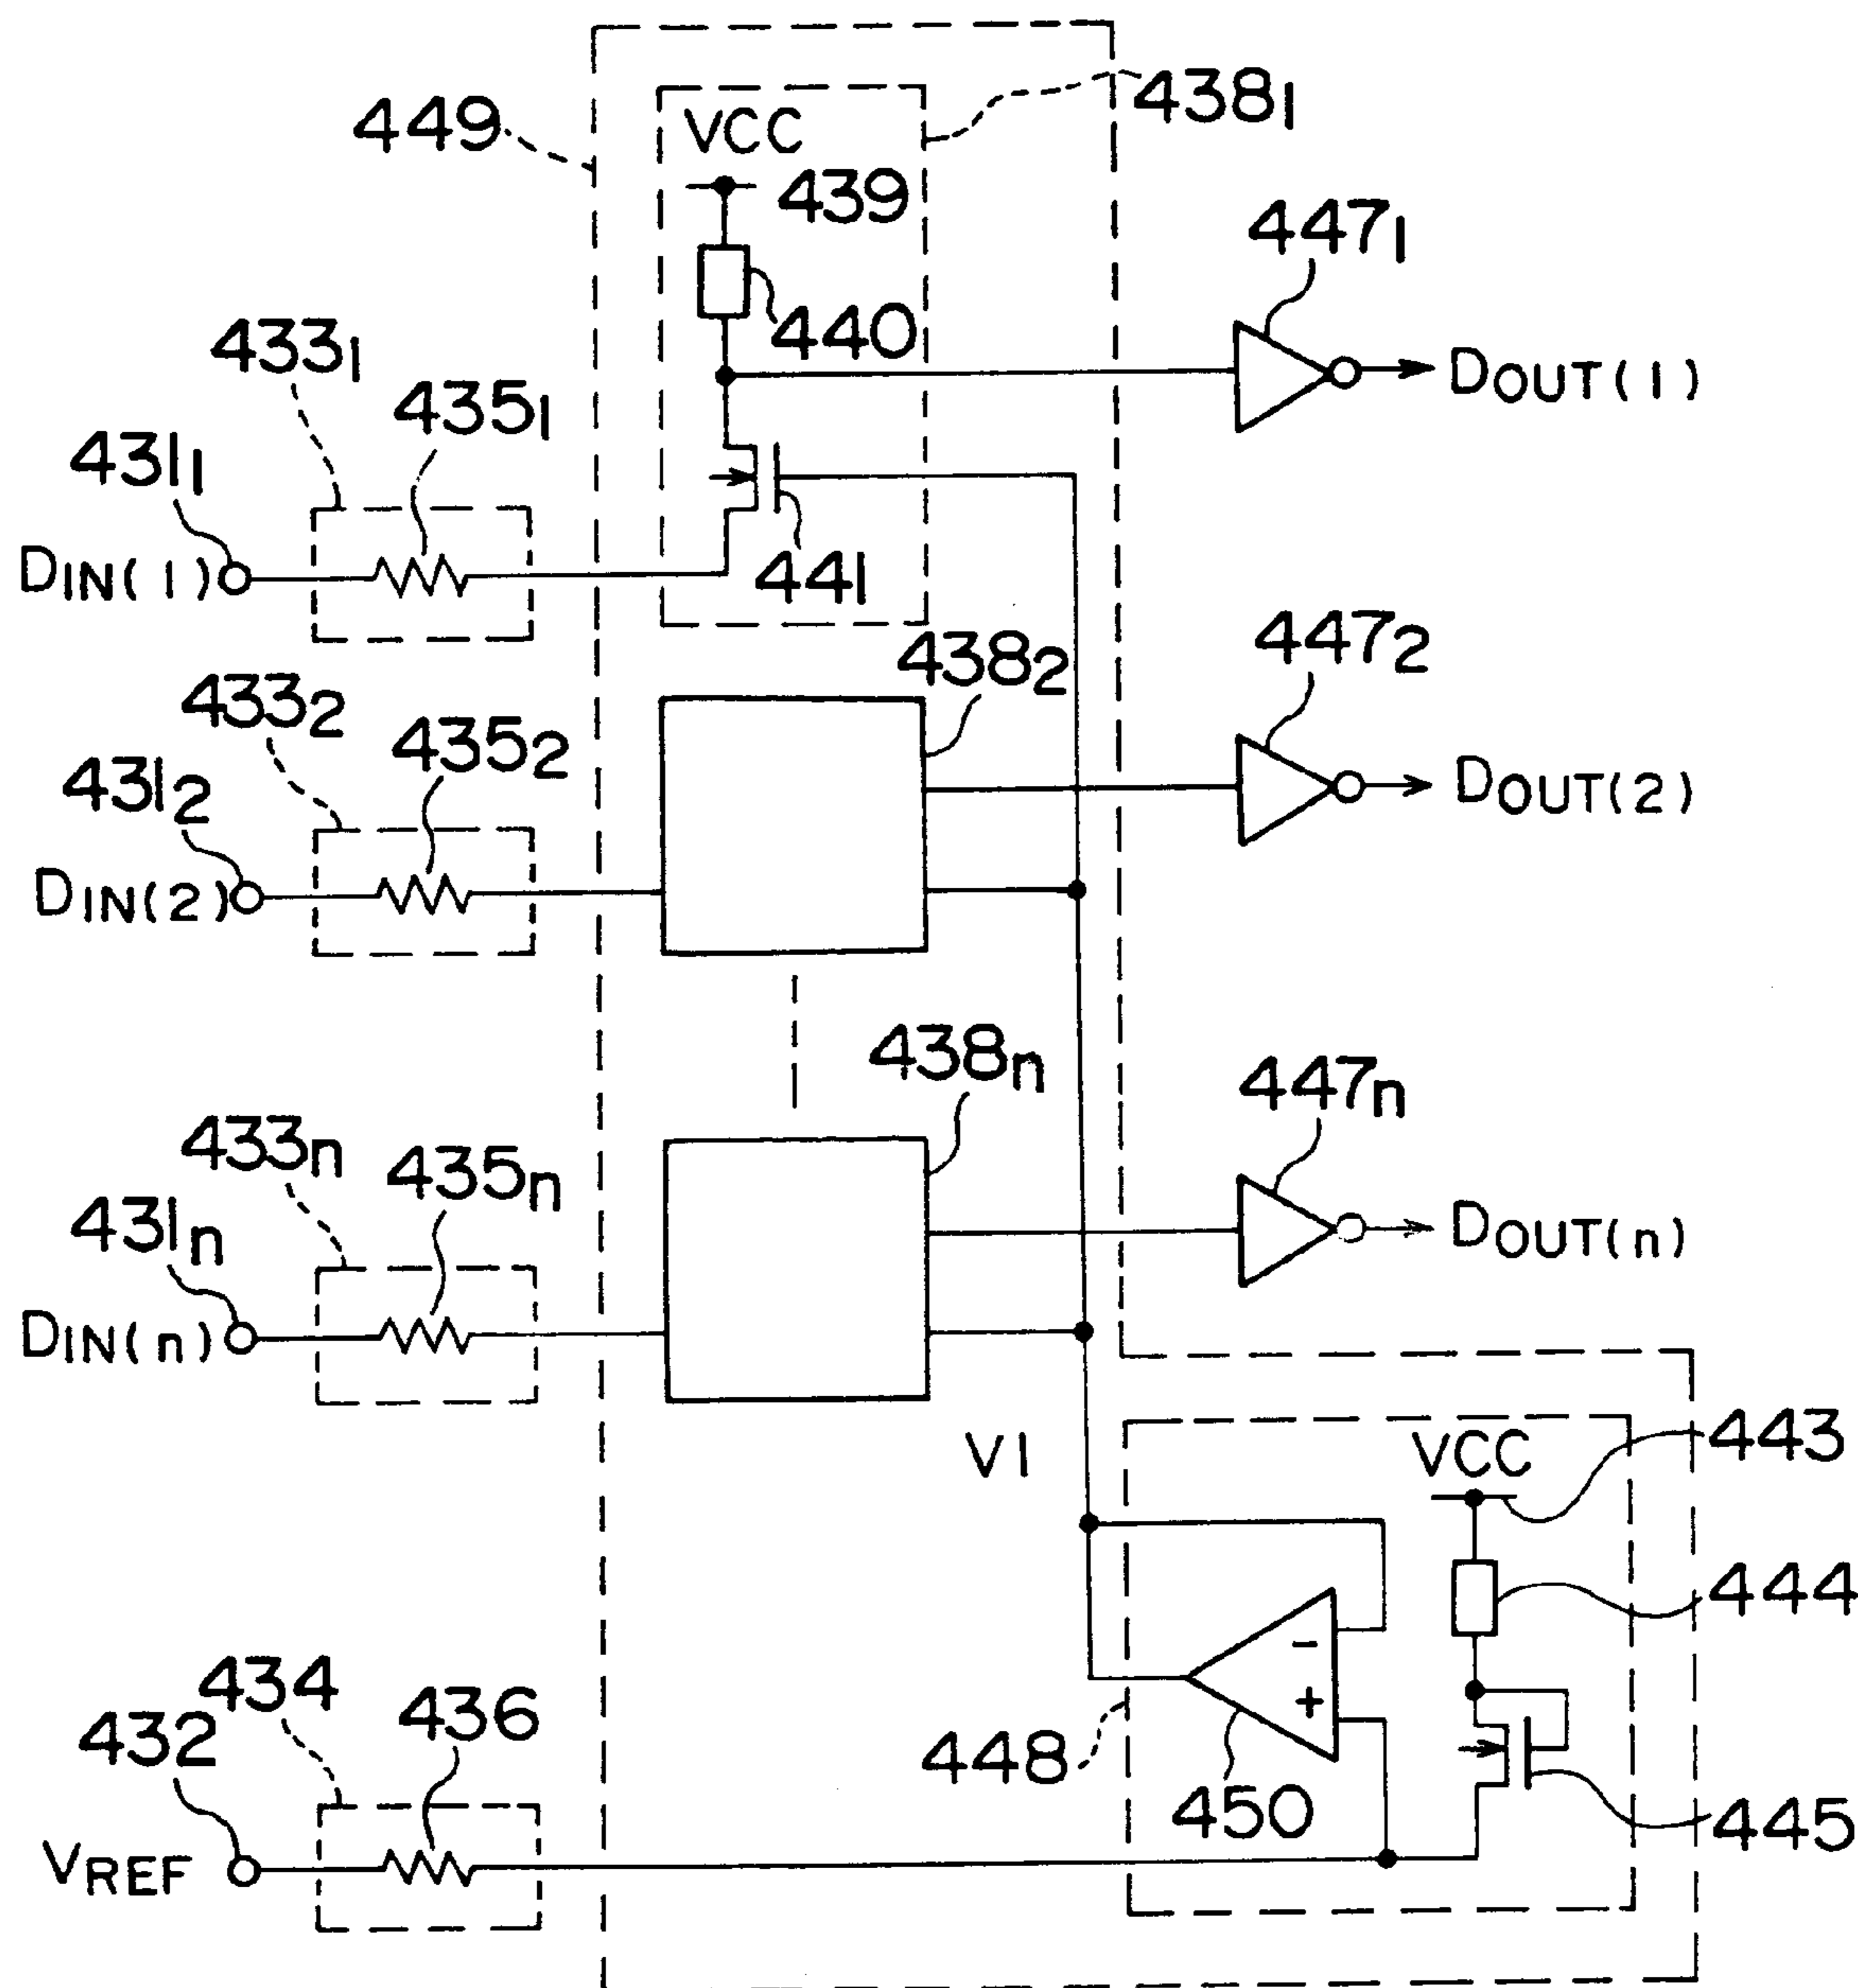 449
438₁
VCC
439
447₁
440
433₁
435₁
DOUT(1)
431₁
DIN(1)
441
438₂
447₂
433₂
435₂
431₂
DOUT(2)
DIN(2)
438n
447n
433n
435n
431n
DOUT(n)
DIN(n)
V1
VCC
443
444
−
+
434
436
432
448
450
445
VREF